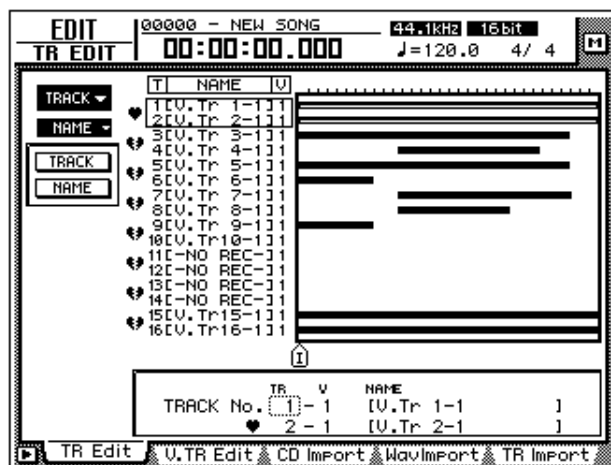 EDIT
TR EDIT
00000 - NEW SONG
00:00:00.000
44.1kHz 16bit
♩=120.0 4/ 4
M
TRACK
NAME
TRACK
NAME
T NAME V
1[V.Tr 1-1]1
2[V.Tr 2-1]1
3[V.Tr 3-1]1
4[V.Tr 4-1]1
5[V.Tr 5-1]1
6[V.Tr 6-1]1
7[V.Tr 7-1]1
8[V.Tr 8-1]1
9[V.Tr 9-1]1
10[V.Tr10-1]1
11[-NO REC-]1
12[-NO REC-]1
13[-NO REC-]1
14[-NO REC-]1
15[V.Tr15-1]1
16[V.Tr16-1]1
I
TR V NAME
TRACK No. 1 - 1 [V.Tr 1-1 ]
♥ 2 - 1 [V.Tr 2-1 ]
TR Edit V.TR Edit CD Import WavImport TR Import